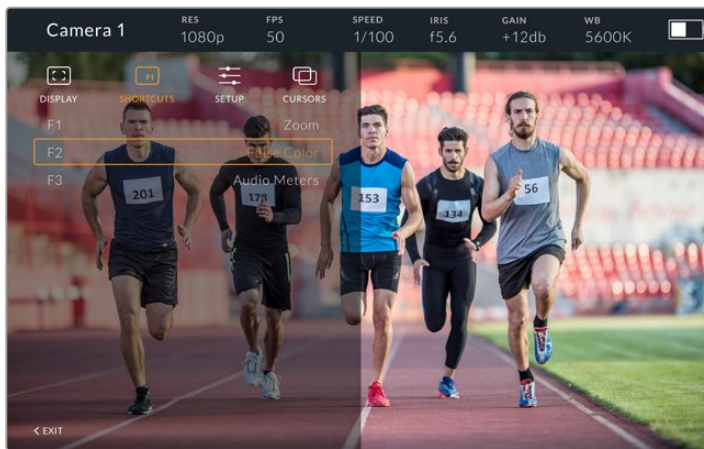 Camera 1
RES
1080p
FPS
50
SPEED
1/100
IRIS
f5.6
GAIN
+12db
WB
5600K
DISPLAY
F1
SHORTCUTS
SETUP
CURSORS
F1 Zoom
F2 False Color
F3 Audio Meters
201
178
153
134
56
< EXIT